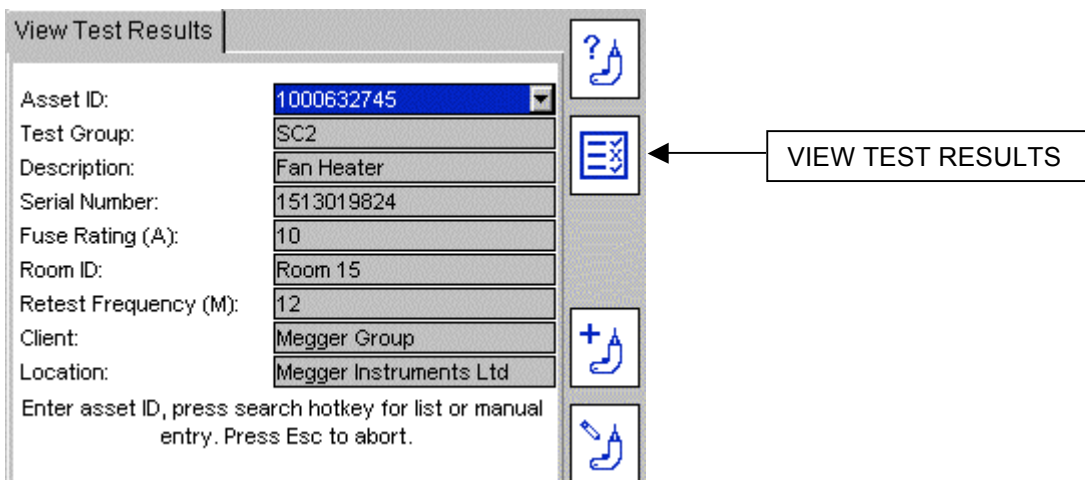 View Test Results
Asset ID: 1000632745
Test Group: SC2
Description: Fan Heater
Serial Number: 1513019824
Fuse Rating (A): 10
Room ID: Room 15
Retest Frequency (M): 12
Client: Megger Group
Location: Megger Instruments Ltd
Enter asset ID, press search hotkey for list or manual
entry. Press Esc to abort.
?
+
VIEW TEST RESULTS